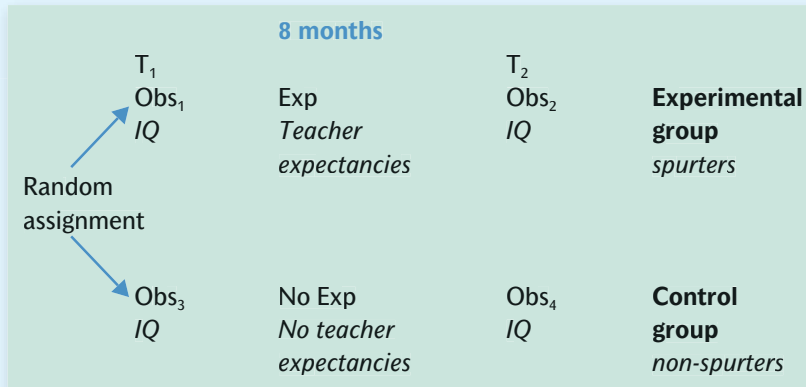 8 months
T₁ T₂
Obs₁ Exp Obs₂ Experimental
IQ Teacher IQ group
expectancies spurters
Random
assignment
Obs₃ No Exp Obs₄ Control
IQ No teacher IQ group
expectancies non-spurters